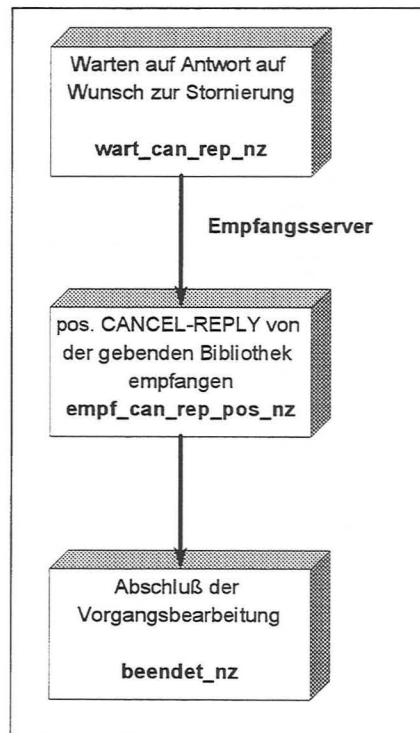 Warten auf Antwort auf
Wunsch zur Stornierung
wart_can_rep_nz
Empfangsserver
pos. CANCEL-REPLY von
der gebenden Bibliothek
empfangen
empf_can_rep_pos_nz
Abschluß der
Vorgangsbearbeitung
beendet_nz